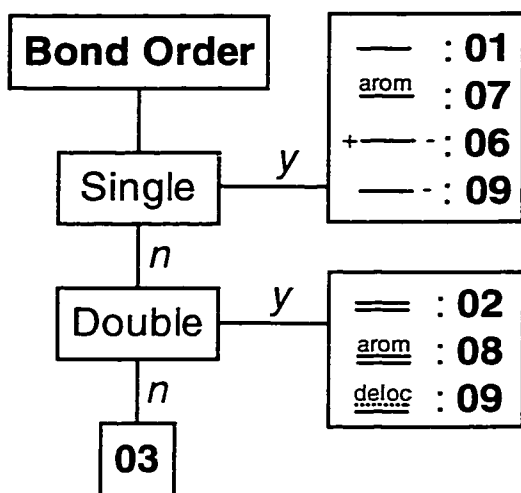 Bond Order
: 01
arom : 07
+ - : 06
- : 09
Single
y
n
Double
y
: 02
arom : 08
deloc : 09
n
03